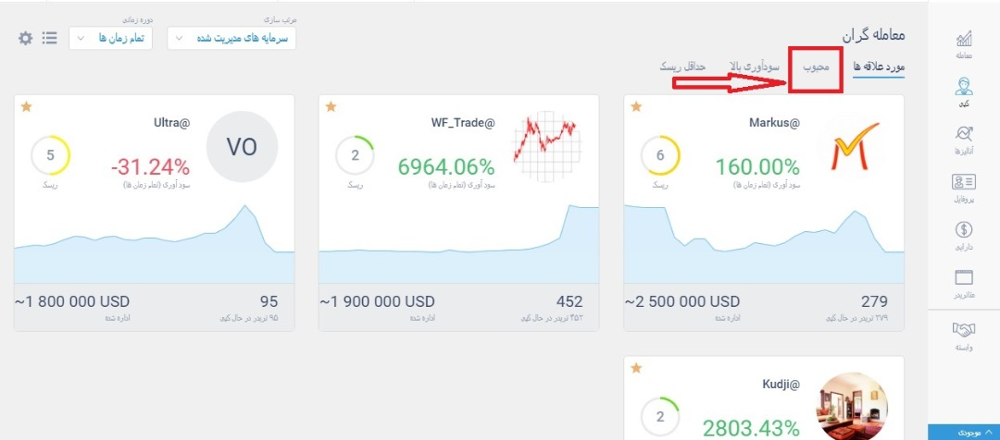 معامله گران
مرتب سازی
سرمایه های مدیریت شده
دوره زمانی
تمام زمان ها
مورد علاقه ها
محبوب
سودآوری بالا
حداقل ریسک
Markus@
160.00%
سود آوری (تمام زمان ها)
6
ریسک
279
۲۷۹ تریدر در حال کپی
~2 500 000 USD
اداره شده
WF_Trade@
6964.06%
سود آوری (تمام زمان ها)
2
ریسک
452
۴۵۲ تریدر در حال کپی
~1 900 000 USD
اداره شده
VO
Ultra@
-31.24%
سود آوری (تمام زمان ها)
5
ریسک
95
۹۵ تریدر در حال کپی
~1 800 000 USD
اداره شده
Kudji@
2803.43%
2
معامله
کپی
آنالیزها
پروفایل
دارایی
متاتریدر
وابسته
موجودی